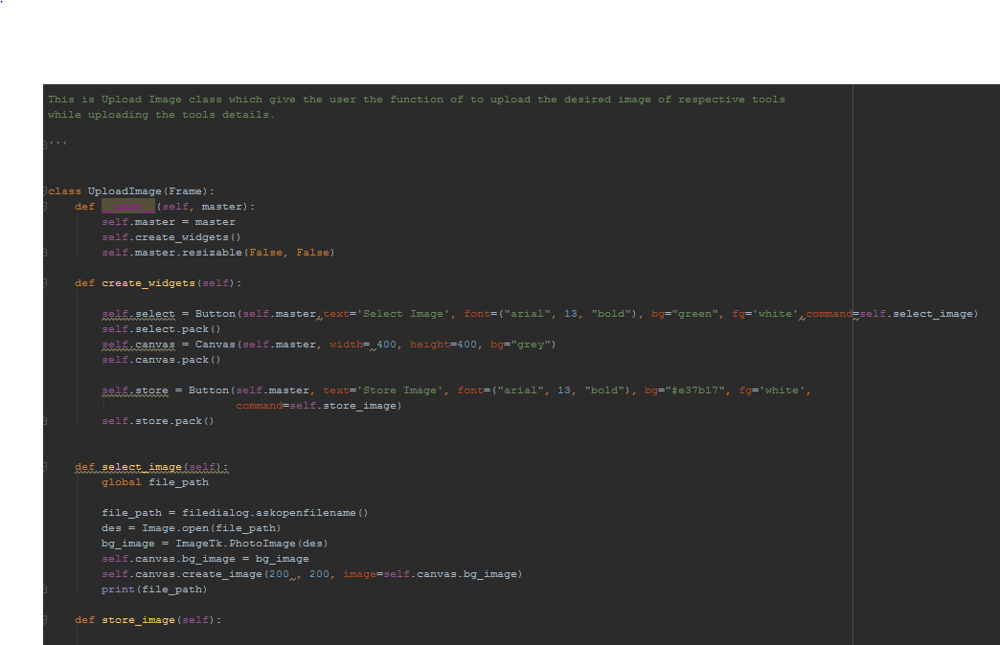 This is Upload Image class which give the user the function of to upload the desired image of respective tools
while uploading the tools details.
'''
class UploadImage(Frame):
def __init__(self, master):
self.master = master
self.create_widgets()
self.master.resizable(False, False)
def create_widgets(self):
self.select = Button(self.master,text='Select Image', font=("arial", 13, "bold"), bg="green", fg='white',command=self.select_image)
self.select.pack()
self.canvas = Canvas(self.master, width= 400, height=400, bg="grey")
self.canvas.pack()
self.store = Button(self.master, text='Store Image', font=("arial", 13, "bold"), bg="#e37b17", fg='white',
command=self.store_image)
self.store.pack()
def select_image(self):
global file_path
file_path = filedialog.askopenfilename()
des = Image.open(file_path)
bg_image = ImageTk.PhotoImage(des)
self.canvas.bg_image = bg_image
self.canvas.create_image(200 , 200, image=self.canvas.bg_image)
print(file_path)
def store_image(self):